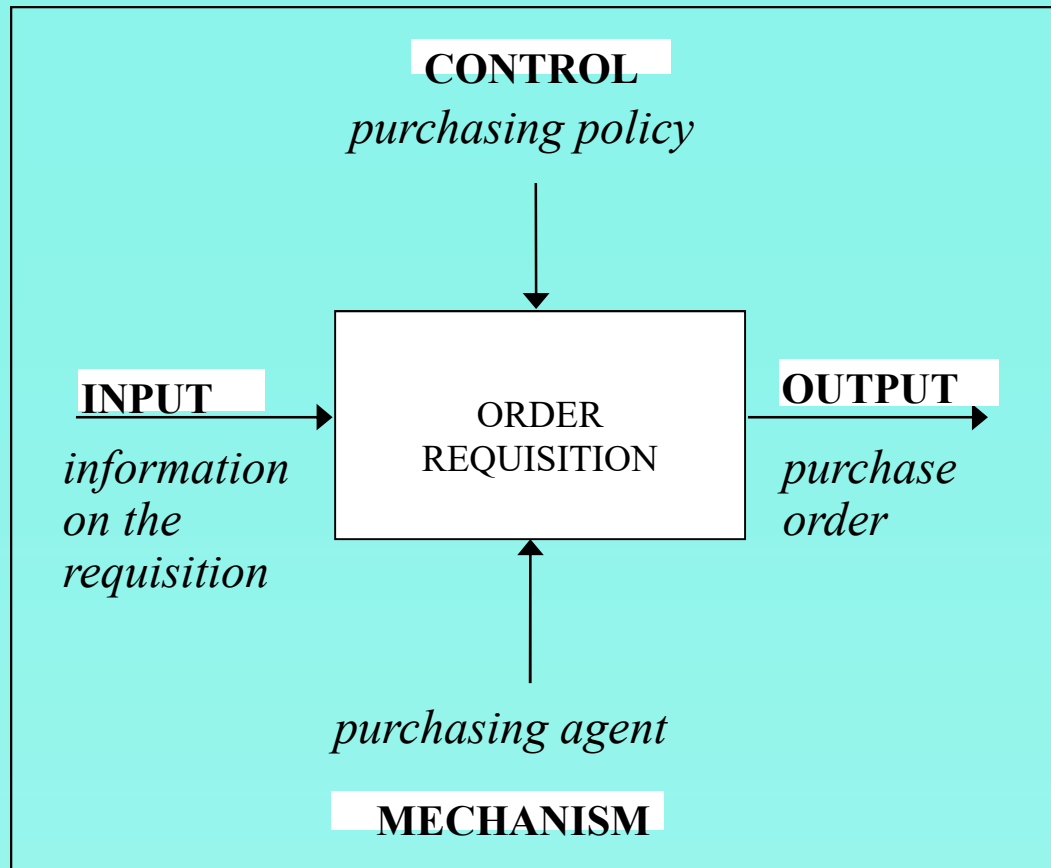 CONTROL
purchasing policy
INPUT
information
on the
requisition
ORDER
REQUISITION
OUTPUT
purchase
order
purchasing agent
MECHANISM